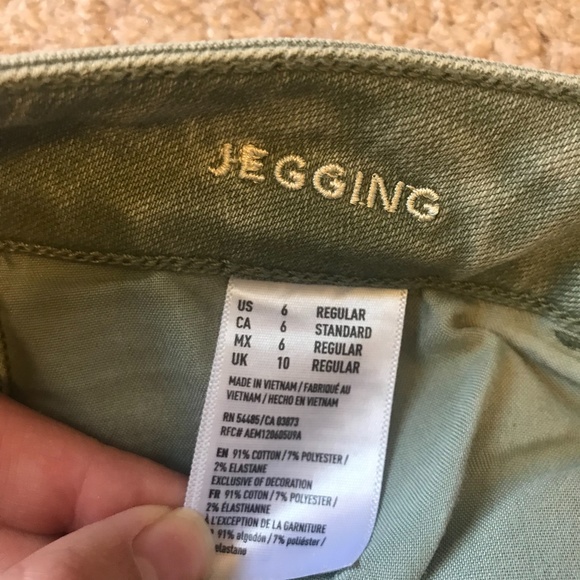 JEGGING
US 6 REGULAR
CA 6 STANDARD
MX 6 REGULAR
UK 10 REGULAR
MADE IN VIETNAM / FABRIQUÉ AU
VIETNAM / HECHO EN VIETNAM
RN 54485/CA 03873
RFC# AEM120605U9A
EN 91% COTTON / 7% POLYESTER /
2% ELASTANE
EXCLUSIVE OF DECORATION
FR 91% COTON / 7% POLYESTER /
2% ÉLASTHANNE
À L'EXCEPTION DE LA GARNITURE
91% algodón / 7% poliéster /
elastano